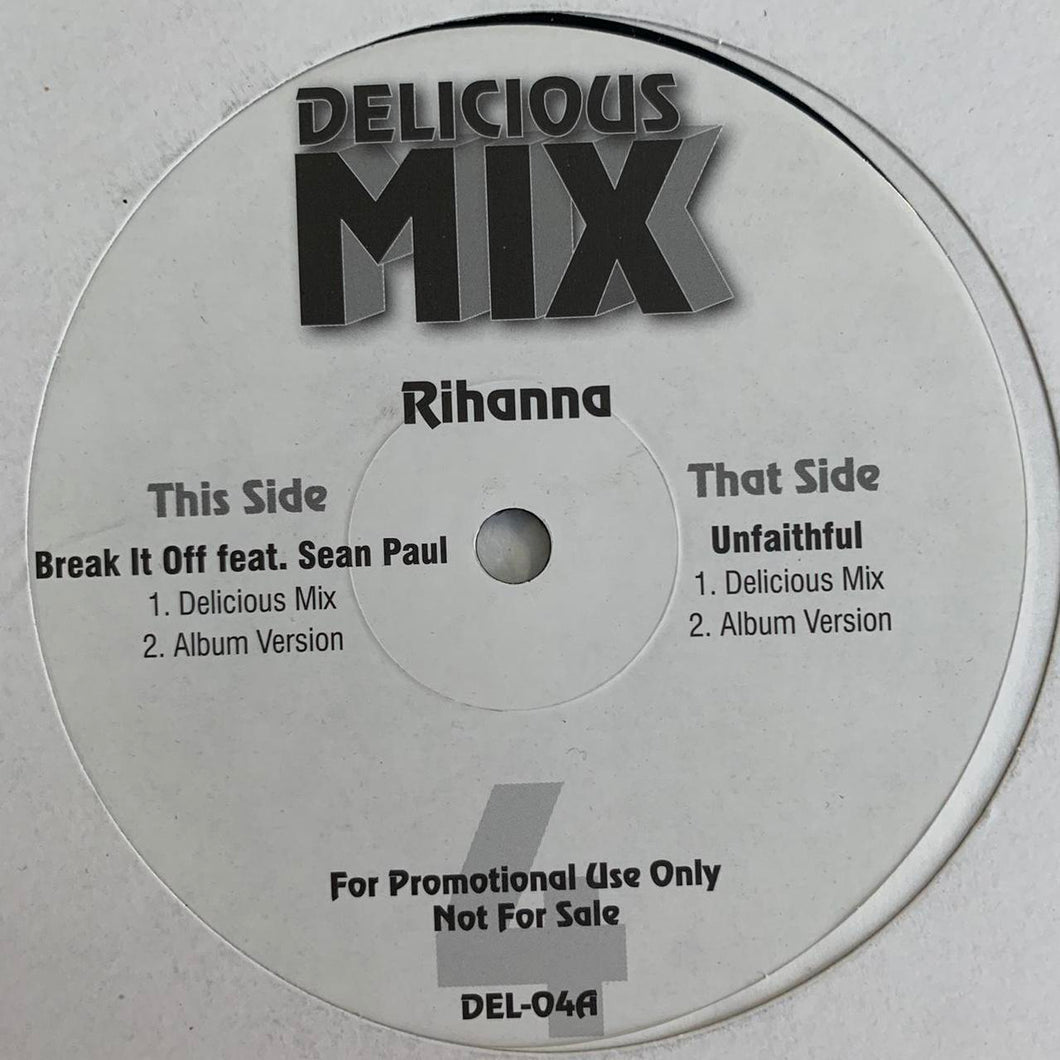 DELICIOUS
MIX
Rihanna
This Side
Break It Off feat. Sean Paul
1. Delicious Mix
2. Album Version
That Side
Unfaithful
1. Delicious Mix
2. Album Version
4
For Promotional Use Only
Not For Sale
DEL-04A